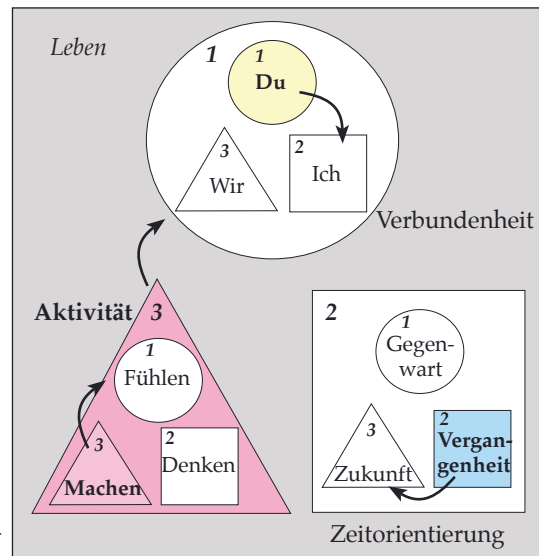 Leben
1
1
Du
2
Ich
3
Wir
Verbundenheit
Aktivität
3
1
Fühlen
3
Machen
2
Denken
2
1
Gegen-
wart
3
Zukunft
2
Vergan-
genheit
Zeitorientierung